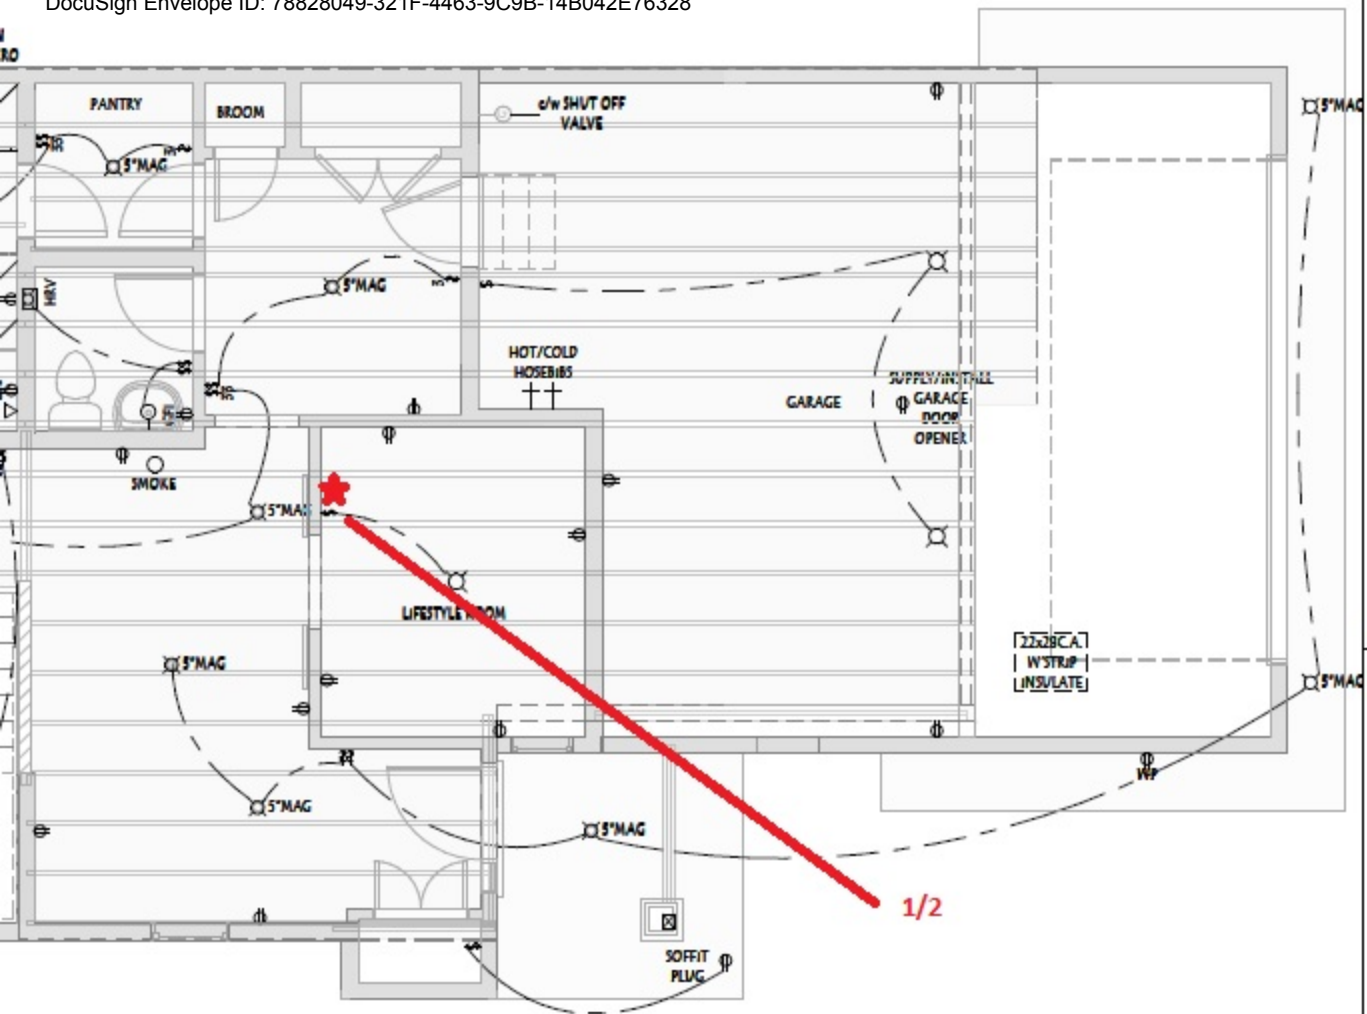 DocuSign Envelope ID: 78828049-321F-4463-9C9B-14B042E76328
PANTRY
BROOM
c/w SHUT OFF
VALVE
5"MAG
5"MAG
HRV
5"MAG
HOT/COLD
HOSEBIBS
GARAGE
SUPPLY/INSTALL
GARAGE
DOOR
OPENER
SMOKE
5"MAG
LIFESTYLE ROOM
22x28C.A.
W'STRIP
INSULATE
5"MAG
5"MAG
5"MAG
5"MAG
WP
1/2
SOFFIT
PLUG